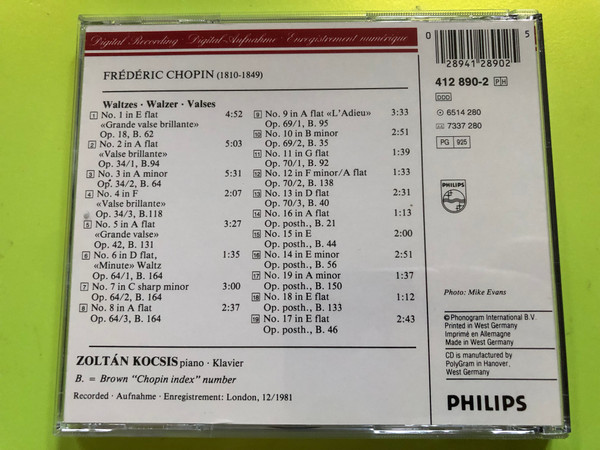 Digital Recording · Digital-Aufnahme · Enregistrement numérique
FRÉDÉRIC CHOPIN (1810-1849)
Waltzes · Walzer · Valses
1 No. 1 in E flat 4:52
«Grande valse brillante»
Op. 18, B. 62
2 No. 2 in A flat 5:03
«Valse brillante»
Op. 34/1, B.94
3 No. 3 in A minor 5:31
Op. 34/2, B. 64
4 No. 4 in F 2:07
«Valse brillante»
Op. 34/3, B.118
5 No. 5 in A flat 3:27
«Grande valse»
Op. 42, B. 131
6 No. 6 in D flat, 1:35
«Minute» Waltz
Op. 64/1, B. 164
7 No. 7 in C sharp minor 3:00
Op. 64/2, B. 164
8 No. 8 in A flat 2:37
Op. 64/3, B. 164
9 No. 9 in A flat «L'Adieu» 3:33
Op. 69/1, B. 95
10 No. 10 in B minor 2:51
Op. 69/2, B. 35
11 No. 11 in G flat 1:39
Op. 70/1, B. 92
12 No. 12 in F minor/A flat 1:33
Op. 70/2, B. 138
13 No. 13 in D flat 2:31
Op. 70/3, B. 40
14 No. 16 in A flat 1:13
Op. posth., B. 21
15 No. 15 in E 2:00
Op. posth., B. 44
16 No. 14 in E minor 2:51
Op. posth., B. 56
17 No. 19 in A minor 1:37
Op. posth., B. 150
18 No. 18 in E flat 1:12
Op. posth., B. 133
19 No. 17 in E flat 2:43
Op. posth., B. 46
ZOLTÁN KOCSIS piano · Klavier
B. = Brown "Chopin index" number
Recorded · Aufnahme · Enregistrement: London, 12/1981
0 28941 28902 5
412 890-2 PH
DDD
6514 280
7337 280
PG 925
PHILIPS
Photo: Mike Evans
℗Phonogram International B.V.
Printed in West Germany
Imprimé en Allemagne
Made in West Germany
CD is manufactured by
PolyGram in Hanover,
West Germany
PHILIPS